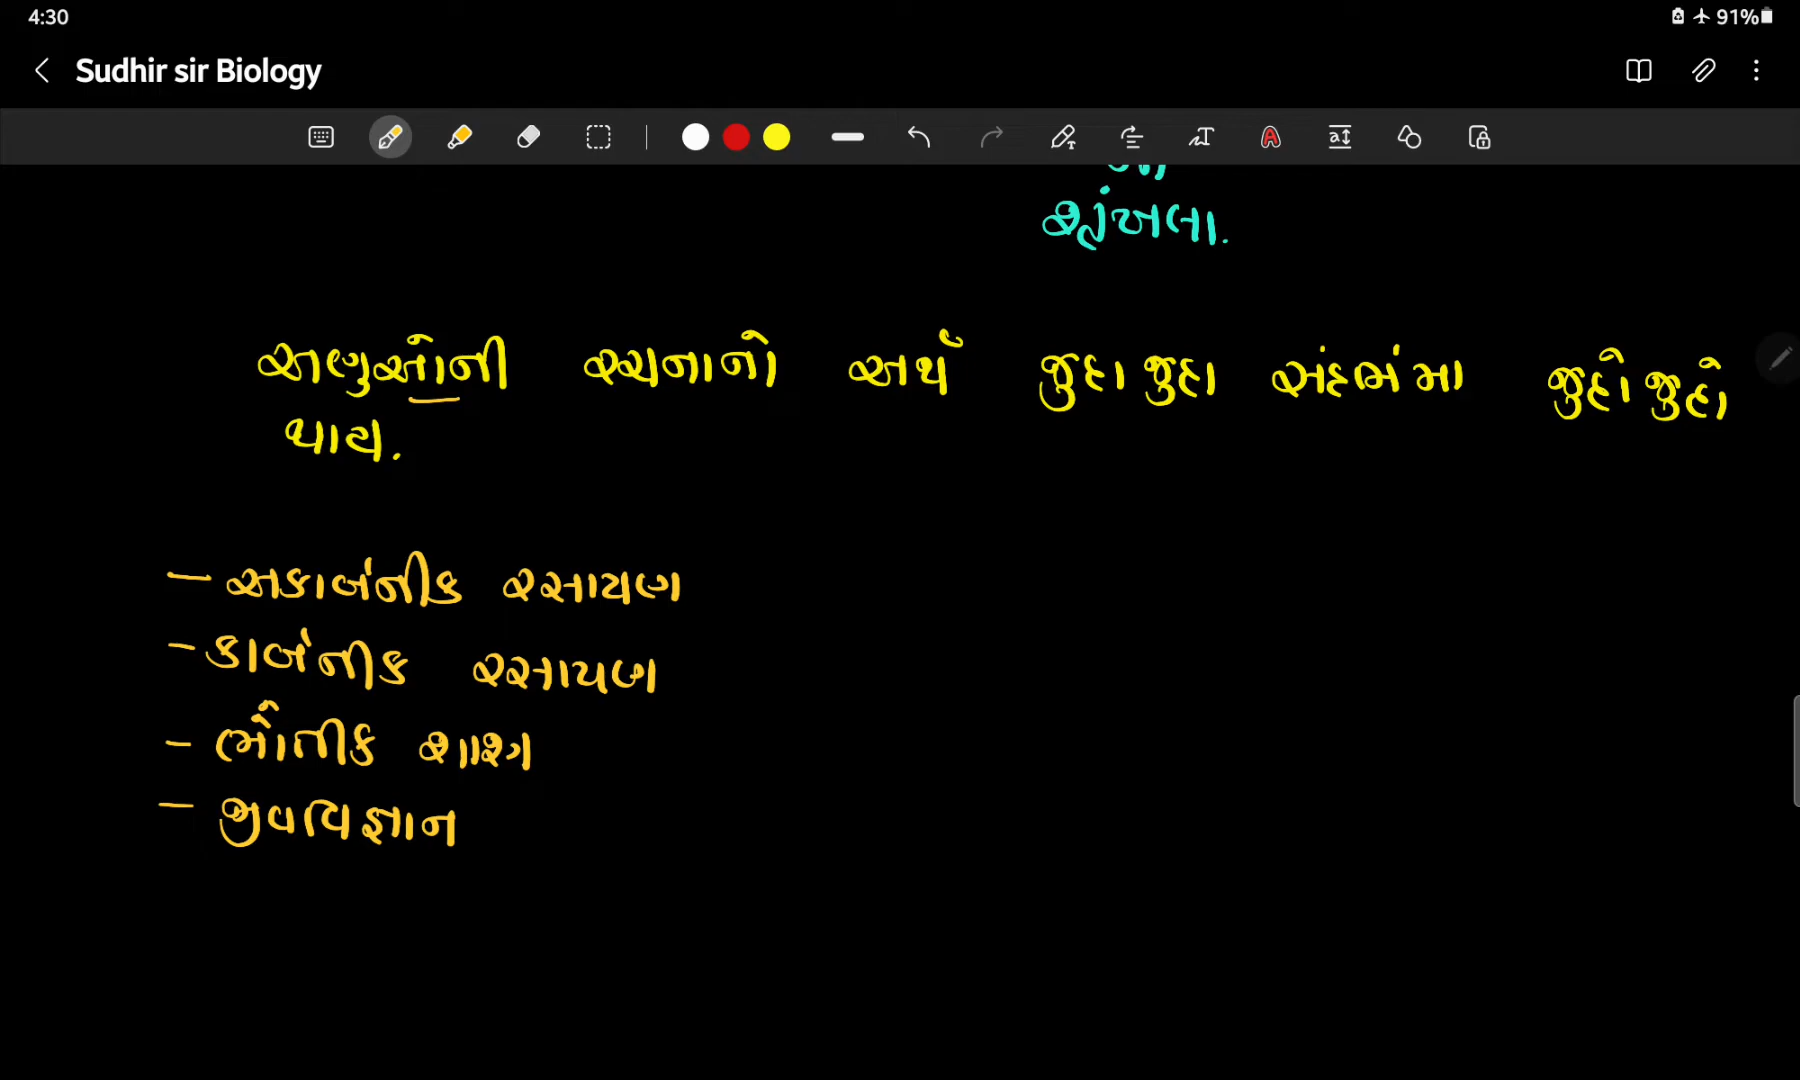 4:30
91%
Sudhir sir Biology
શૃંખલા.
અણુઓની રચનાનો અર્થ જુદા જુદા સંદર્ભમા જુદો જુદો
થાય.
– અકાર્બનીક રસાયણ
– કાર્બનીક રસાયણ
– ભૌતીક શાસ્ત્ર
– જીવવિજ્ઞાન